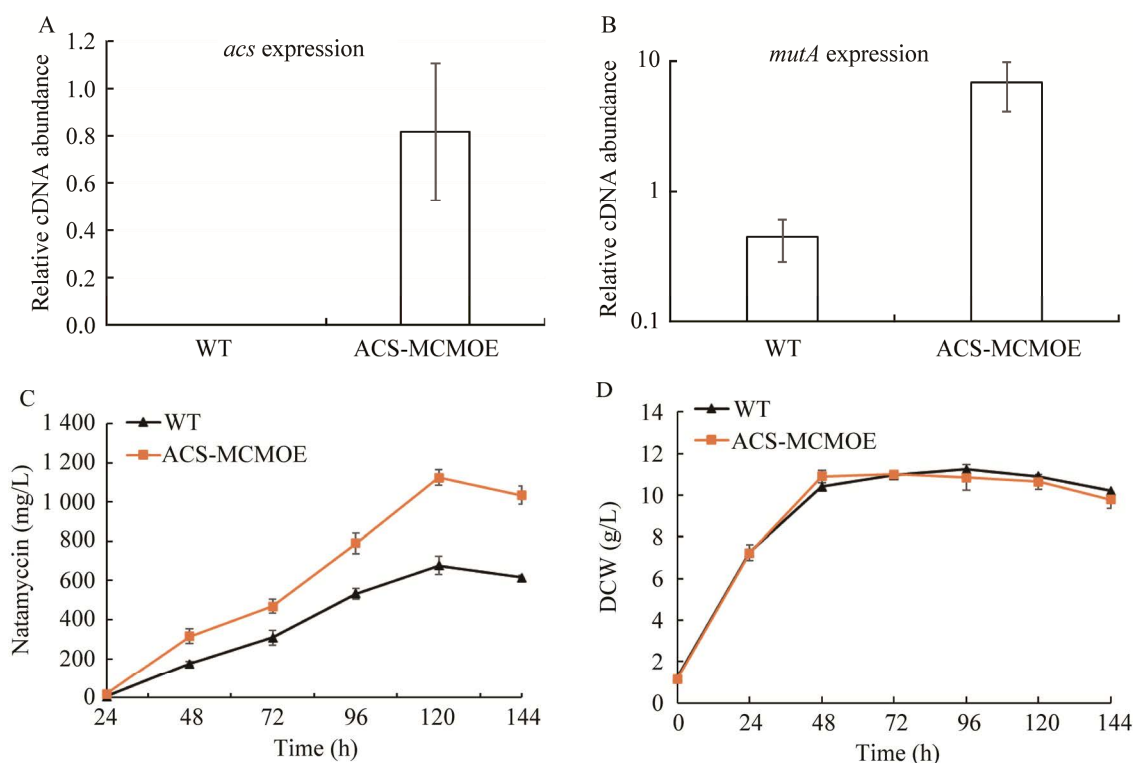 A
acs expression
Relative cDNA abundance
1.2
1.0
0.8
0.6
0.4
0.2
0.0
WT
ACS-MCMOE
B
mutA expression
Relative cDNA abundance
10
1
0.1
WT
ACS-MCMOE
C
WT
ACS-MCMOE
Natamyccin (mg/L)
1 400
1 200
1 000
800
600
400
200
0
24 48 72 96 120 144
Time (h)
D
WT
ACS-MCMOE
DCW (g/L)
14
12
10
8
6
4
2
0
0 24 48 72 96 120 144
Time (h)